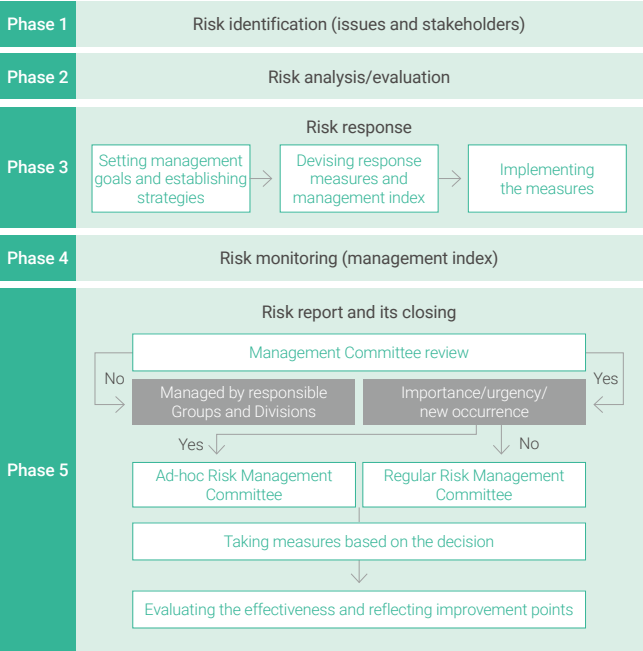 Phase 1
Risk identification (issues and stakeholders)
Phase 2
Risk analysis/evaluation
Phase 3
Risk response
Setting management
goals and establishing
strategies
Devising response
measures and
management index
Implementing
the measures
Phase 4
Risk monitoring (management index)
Phase 5
Risk report and its closing
Management Committee review
No
Yes
Managed by responsible
Groups and Divisions
Importance/urgency/
new occurrence
Yes
No
Ad-hoc Risk Management
Committee
Regular Risk Management
Committee
Taking measures based on the decision
Evaluating the effectiveness and reflecting improvement points